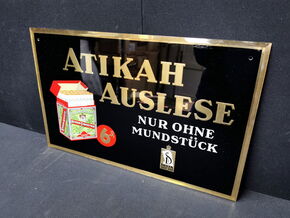 ATIKAH
AUSLESE
NUR OHNE
MUNDSTÜCK
6